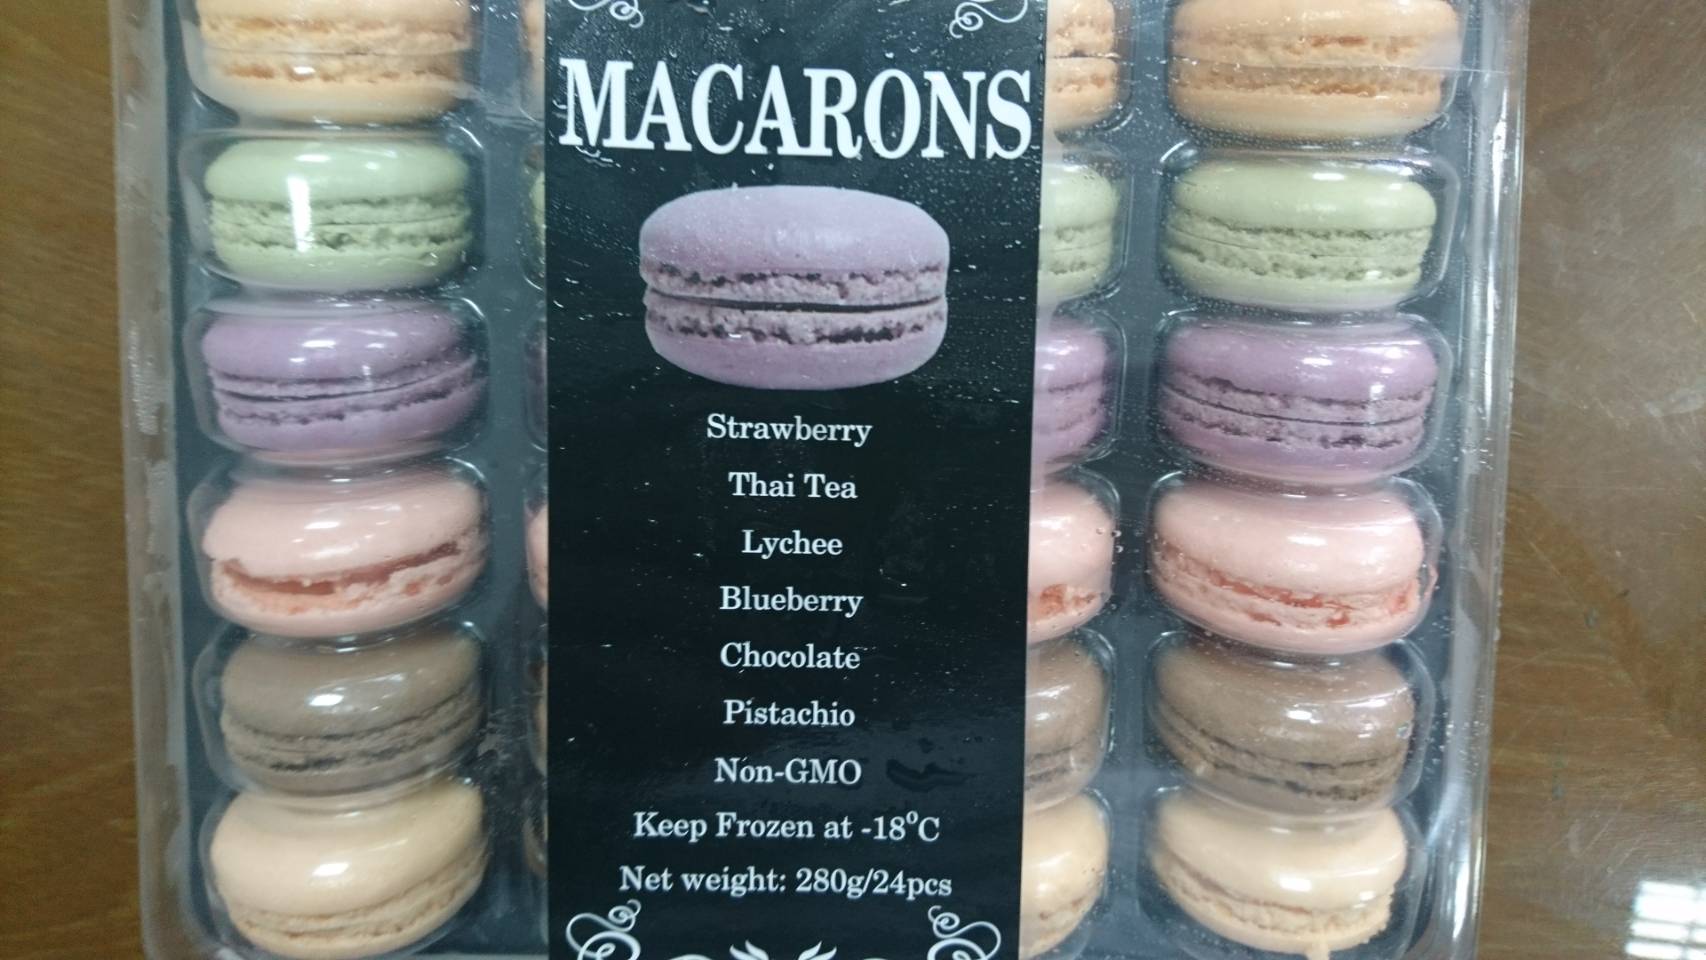 MACARONS
Strawberry
Thai Tea
Lychee
Blueberry
Chocolate
Pistachio
Non-GMO
Keep Frozen at -18°C
Net weight: 280g/24pcs